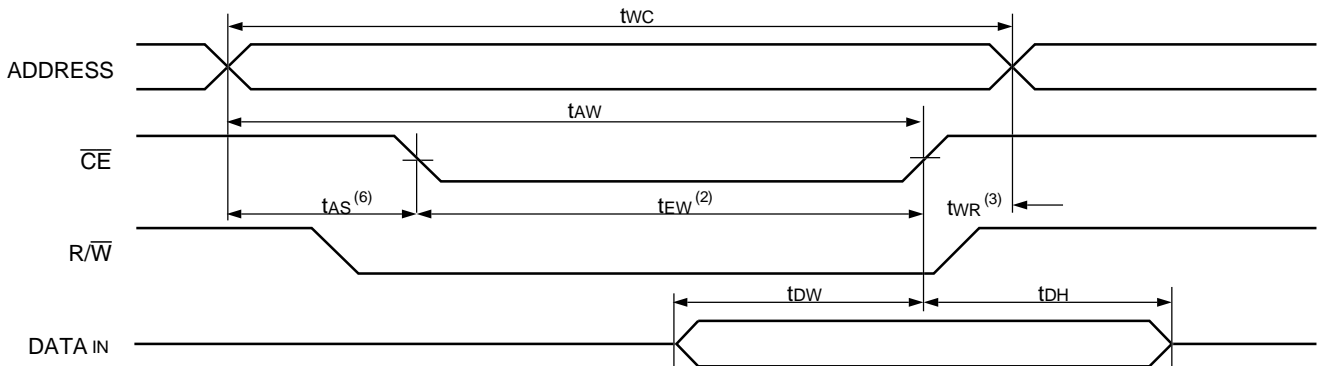 tWC
ADDRESS
tAW
CE
tAS (6)
tEW (2)
tWR (3)
R/W
tDW
tDH
DATA IN